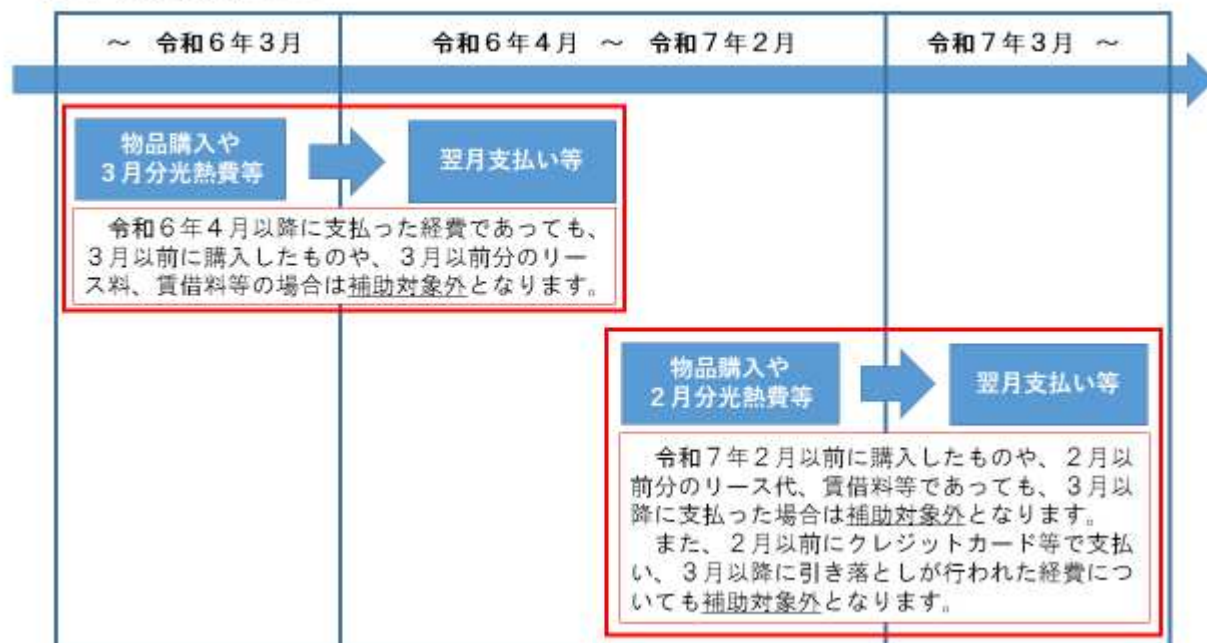 ～ 令和６年３月
令和６年４月 ～ 令和７年２月
令和７年３月 ～
物品購入や
３月分光熱費等
翌月支払い等
令和６年４月以降に支払った経費であっても、
３月以前に購入したものや、３月以前分のリー
ス料、賃借料等の場合は補助対象外となります。
物品購入や
２月分光熱費等
翌月支払い等
令和７年２月以前に購入したものや、２月以
前分のリース代、賃借料等であっても、３月以
降に支払った場合は補助対象外となります。
また、２月以前にクレジットカード等で支払
い、３月以降に引き落としが行われた経費につ
いても補助対象外となります。